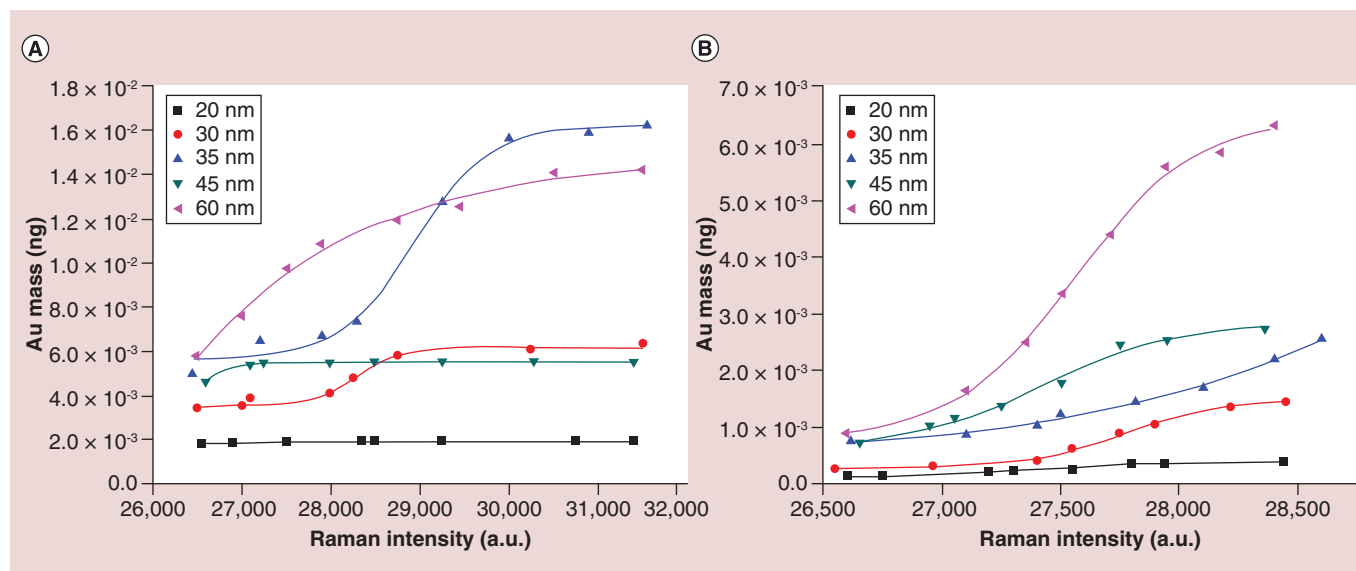 A
1.8 × 10⁻²
1.6 × 10⁻²
1.4 × 10⁻²
1.2 × 10⁻²
1.0 × 10⁻²
8.0 × 10⁻³
6.0 × 10⁻³
4.0 × 10⁻³
2.0 × 10⁻³
0.0
Au mass (ng)
20 nm
30 nm
35 nm
45 nm
60 nm
26,000 27,000 28,000 29,000 30,000 31,000 32,000
Raman intensity (a.u.)
B
7.0 × 10⁻³
6.0 × 10⁻³
5.0 × 10⁻³
4.0 × 10⁻³
3.0 × 10⁻³
2.0 × 10⁻³
1.0 × 10⁻³
0.0
Au mass (ng)
20 nm
30 nm
35 nm
45 nm
60 nm
26,500 27,000 27,500 28,000 28,500
Raman intensity (a.u.)